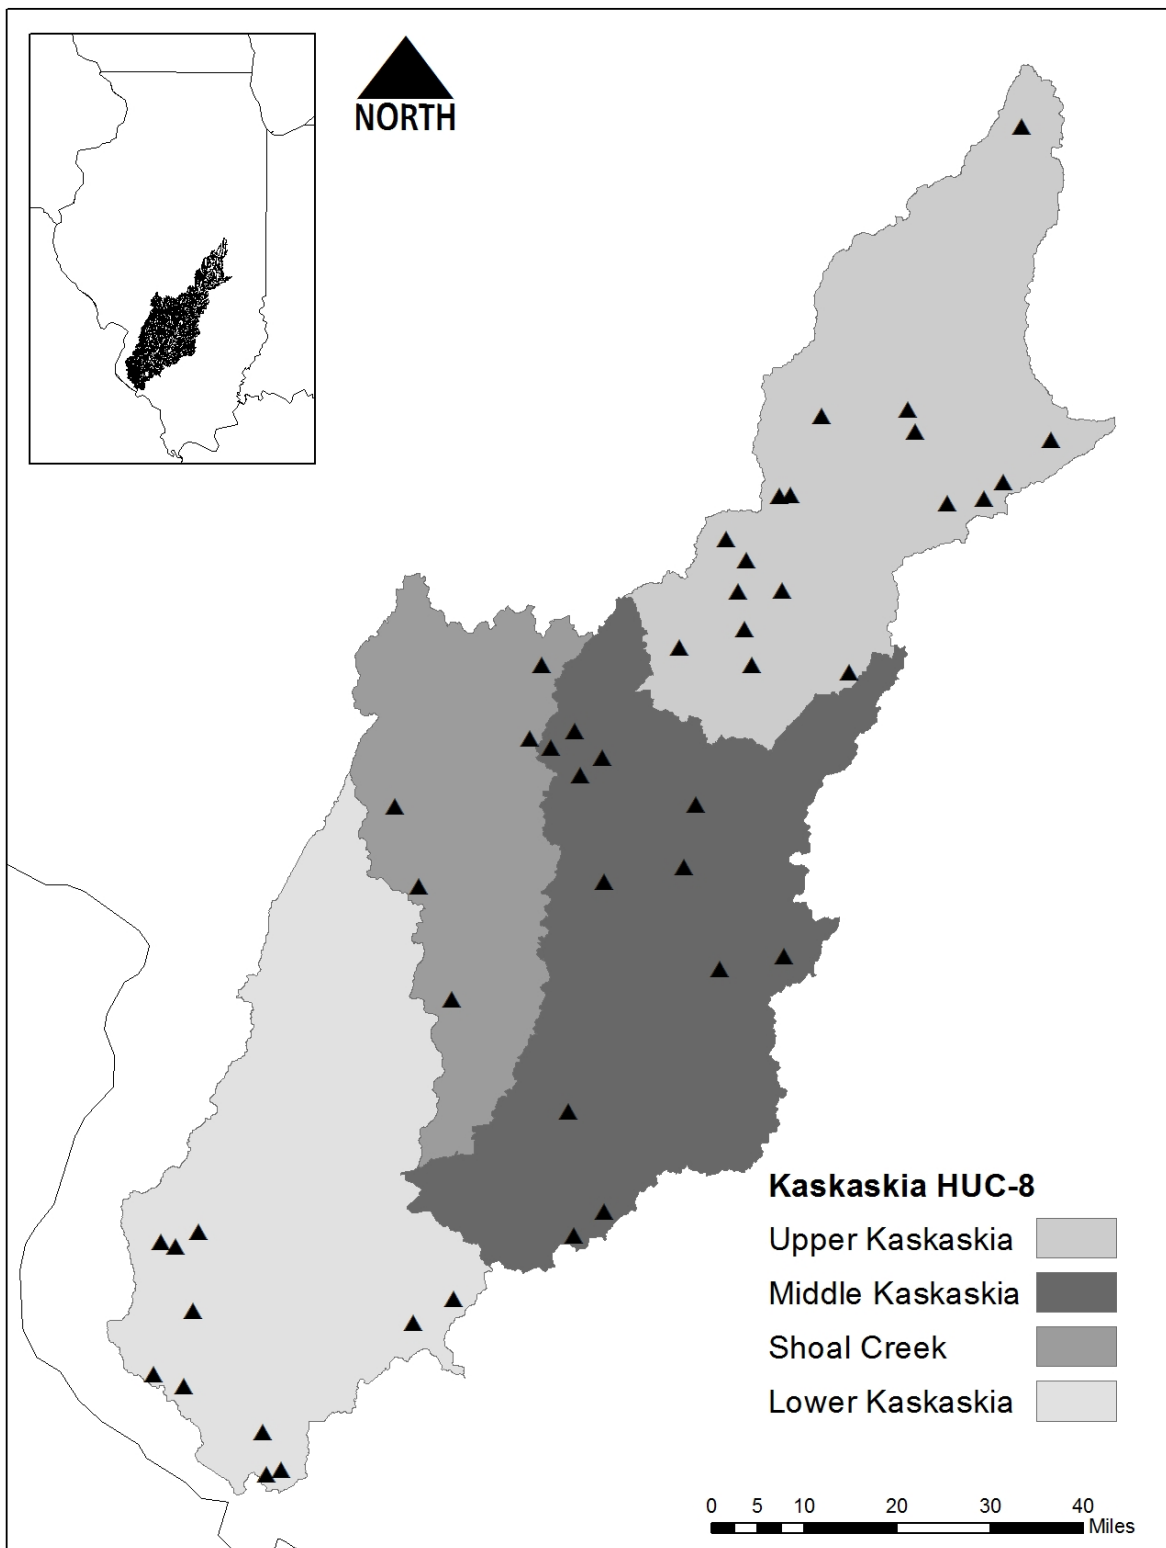 NORTH
Kaskaskia HUC-8
Upper Kaskaskia
Middle Kaskaskia
Shoal Creek
Lower Kaskaskia
0 5 10 20 30 40
Miles